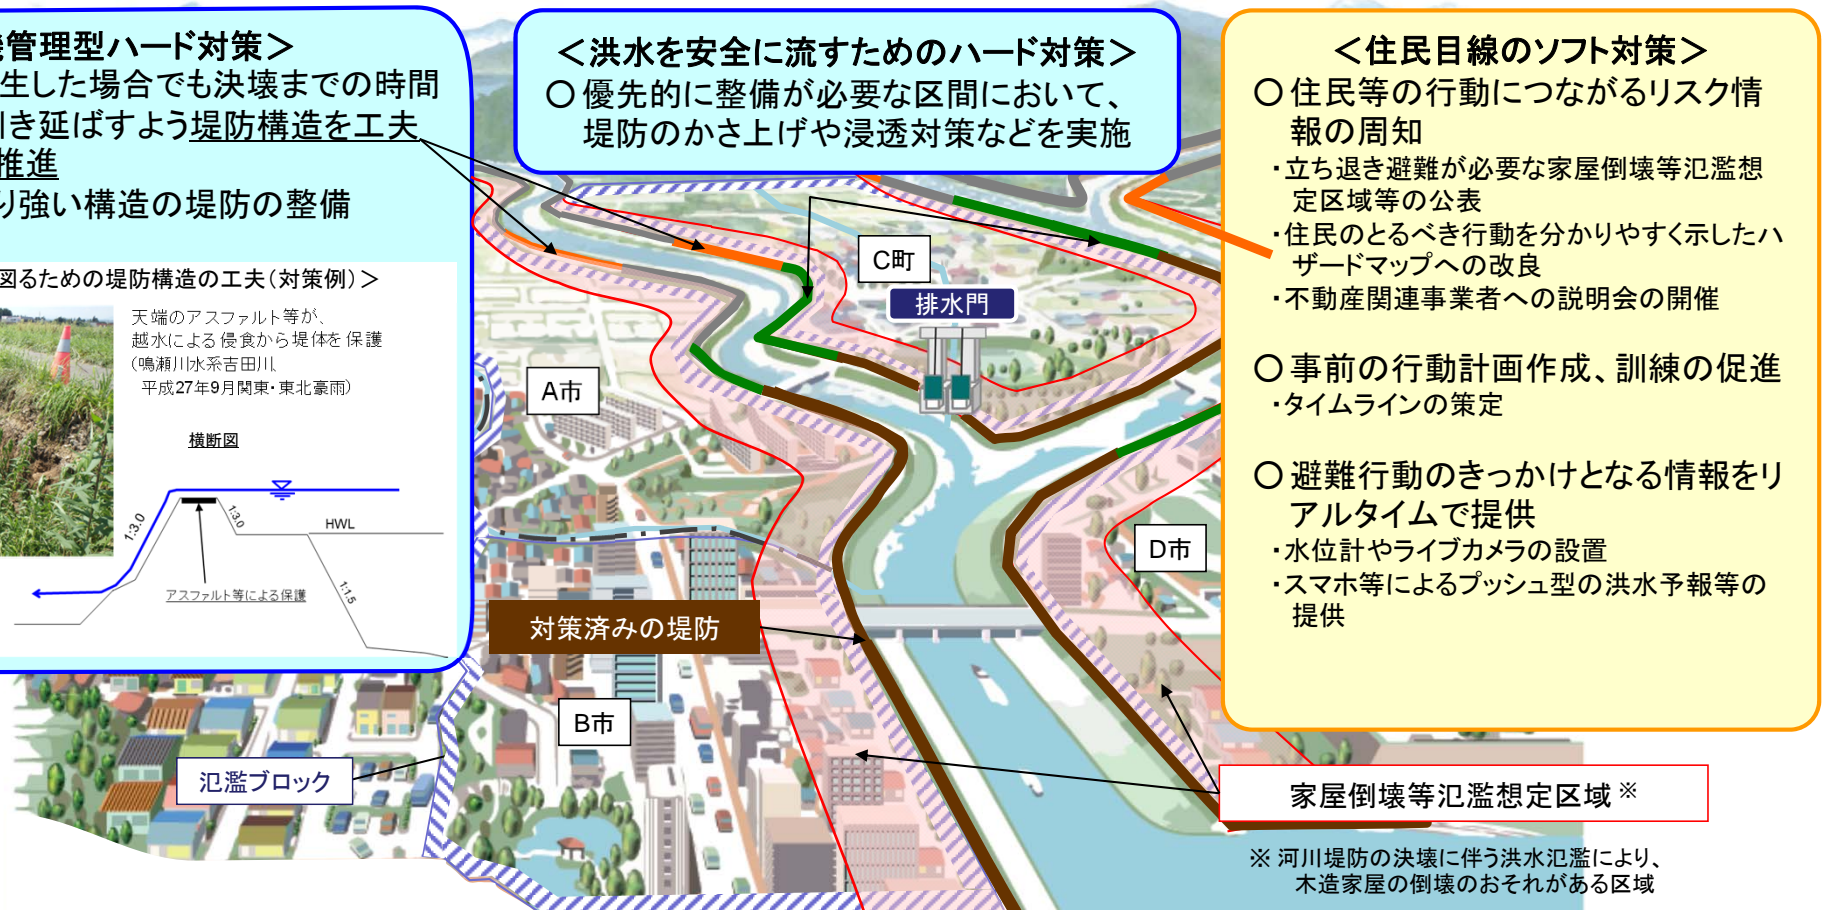 管理型ハード対策＞
生した場合でも決壊までの時間
き延ばすよう堤防構造を工夫
推進
り強い構造の堤防の整備
図るための堤防構造の工夫(対策例)＞
天端のアスファルト等が、
越水による侵食から堤体を保護
(鳴瀬川水系吉田川、
平成27年9月関東・東北豪雨)
横断図
1:3.0
1:3.0
HWL
1:1.5
アスファルト等による保護
＜洪水を安全に流すためのハード対策＞
○優先的に整備が必要な区間において、
堤防のかさ上げや浸透対策などを実施
C町
排水門
A市
D市
対策済みの堤防
B市
氾濫ブロック
＜住民目線のソフト対策＞
○住民等の行動につながるリスク情
報の周知
・立ち退き避難が必要な家屋倒壊等氾濫想
定区域等の公表
・住民のとるべき行動を分かりやすく示したハ
ザードマップへの改良
・不動産関連事業者への説明会の開催
○事前の行動計画作成、訓練の促進
・タイムラインの策定
○避難行動のきっかけとなる情報をリ
アルタイムで提供
・水位計やライブカメラの設置
・スマホ等によるプッシュ型の洪水予報等の
提供
家屋倒壊等氾濫想定区域※
※ 河川堤防の決壊に伴う洪水氾濫により、
木造家屋の倒壊のおそれがある区域